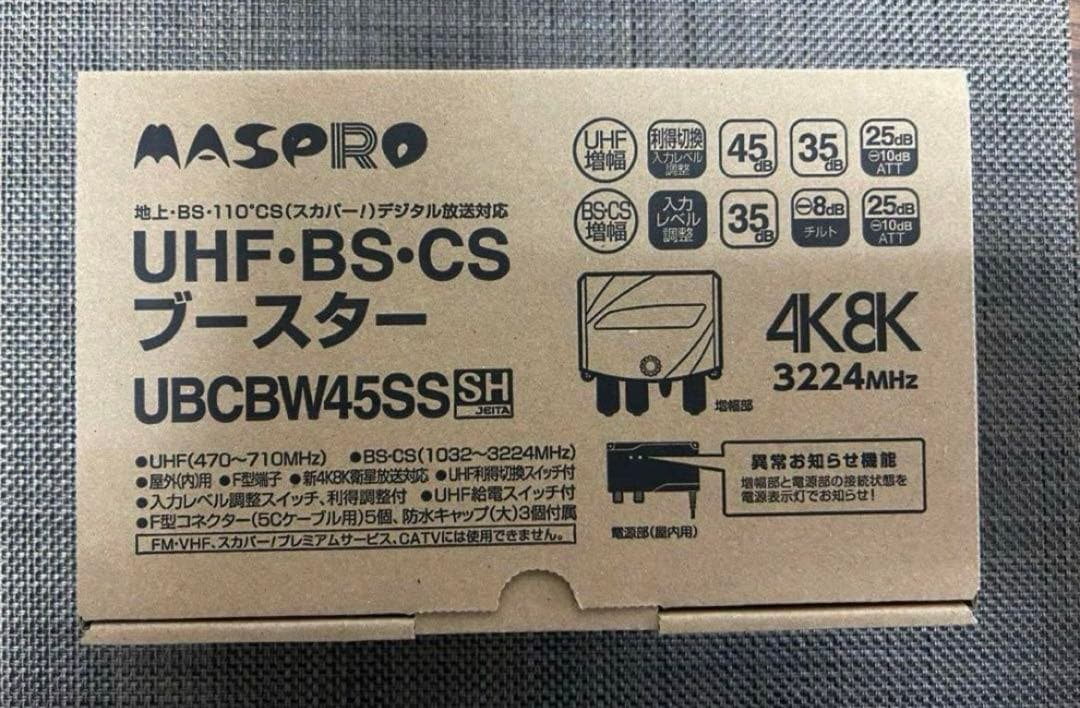 MASPRO
地上・BS・110°CS(スカパー!)デジタル放送対応
UHF・BS・CS
ブースター
UBCBW45SS SH JEITA
●UHF(470〜710MHz) ●BS・CS(1032〜3224MHz)
●屋外(内)用 ●F型端子 ●新4K8K衛星放送対応 ●UHF利得切換スイッチ付
●入力レベル調整スイッチ、利得調整付 ●UHF給電スイッチ付
●F型コネクター(5Cケーブル用)5個、防水キャップ(大)3個付属
FM・VHF、スカパー!プレミアムサービス、CATVには使用できません。
UHF 増幅 利得切換 入力レベル 調整 45dB 35dB 25dB ⊖10dB ATT
BS・CS 増幅 入力 レベル 調整 35dB ⊖8dB チルト 25dB ⊖10dB ATT
4K8K
3224MHz
増幅部
異常お知らせ機能
増幅部と電源部の接続状態を
電源表示灯でお知らせ!
電源部(屋内用)